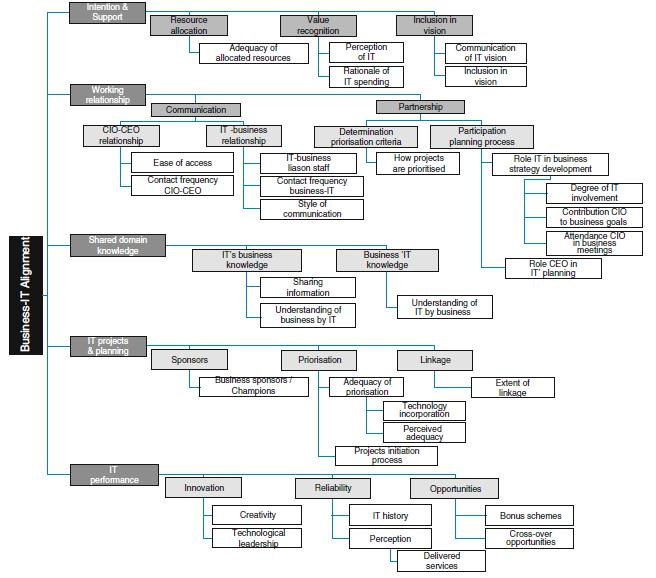 Business-IT Alignment
Intention &
Support
Resource
allocation
Adequacy of
allocated resources
Value
recognition
Perception
of IT
Rationale of
IT spending
Inclusion in
vision
Communication
of IT vision
Inclusion in
vision
Working
relationship
Communication
CIO-CEO
relationship
Ease of access
Contact frequency
CIO-CEO
IT -business
relationship
IT-business
liason staff
Contact frequency
business-IT
Style of
communication
Partnership
Determination
priorisation criteria
How projects
are prioritised
Participation
planning process
Role IT in business
strategy development
Degree of IT
involvement
Contribution CIO
to business goals
Attendance CIO
in business
meetings
Role CEO in
IT' planning
Shared domain
knowledge
IT's business
knowledge
Sharing
information
Understanding of
business by IT
Business 'IT
knowledge
Understanding of
IT by business
IT projects
& planning
Sponsors
Business sponsors /
Champions
Priorisation
Adequacy of
priorisation
Technology
incorporation
Perceived
adequacy
Projects initiation
process
Linkage
Extent of
linkage
IT
performance
Innovation
Creativity
Technological
leadership
Reliability
IT history
Perception
Delivered
services
Opportunities
Bonus schemes
Cross-over
opportunities